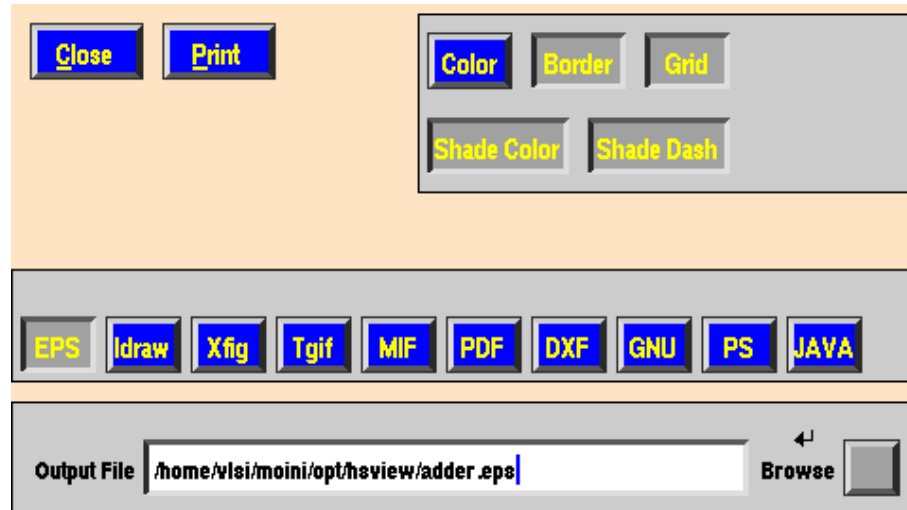 Close Print Color Border Grid
Shade Color Shade Dash
EPS Idraw Xfig Tgif MIF PDF DXF GNU PS JAVA
Output File /home/vlsi/moini/opt/hsview/adder.eps Browse